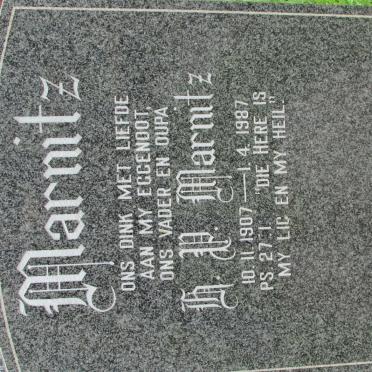 Marnitz
ONS DINK MET LIEFDE
AAN MY EGGENOOT,
ONS VADER EN OUPA
H. P. Marnitz
10.11.1907 — 1.4.1987
PS. 27:1 "DIE HERE IS
MY LIG EN MY HEIL."